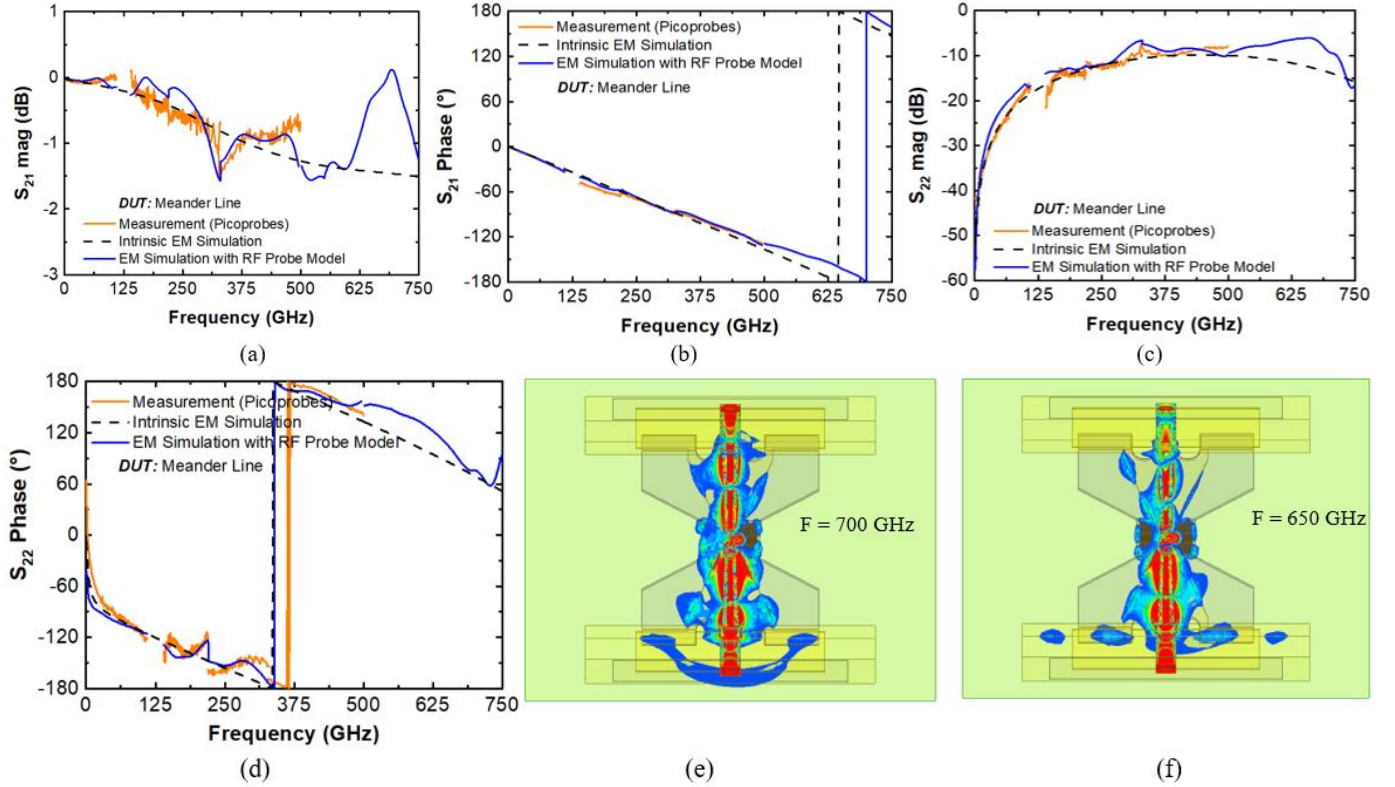 (a)
S21 mag (dB)
1
0
-1
-2
-3
0 125 250 375 500 625 750
Frequency (GHz)
DUT: Meander Line
Measurement (Picoprobes)
Intrinsic EM Simulation
EM Simulation with RF Probe Model
(a)
S21 Phase (°)
180
120
60
0
-60
-120
-180
0 125 250 375 500 625 750
Frequency (GHz)
Measurement (Picoprobes)
Intrinsic EM Simulation
EM Simulation with RF Probe Model
DUT: Meander Line
(b)
(b)
(c)
S22 mag (dB)
0
-10
-20
-30
-40
-50
-60
0 125 250 375 500 625 750
Frequency (GHz)
DUT: Meander Line
Measurement (Picoprobes)
Intrinsic EM Simulation
EM Simulation with RF Probe Model
(c)
S22 Phase (°)
180
120
60
0
-60
-120
-180
0 125 250 375 500 625 750
Frequency (GHz)
Measurement (Picoprobes)
Intrinsic EM Simulation
EM Simulation with RF Probe Model
DUT: Meander Line
(d)
F = 700 GHz
(e)
F = 650 GHz
(f)